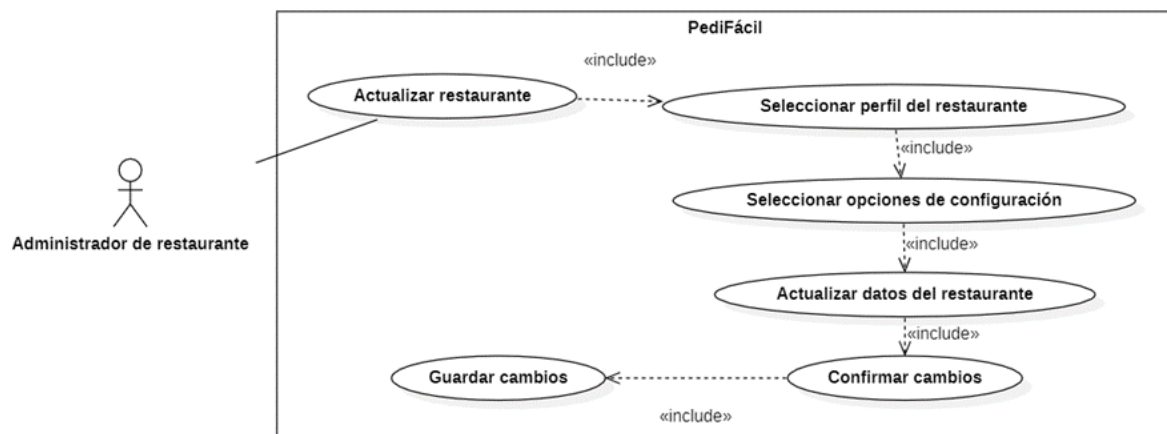 PediFácil
«include»
Actualizar restaurante
Seleccionar perfil del restaurante
«include»
Seleccionar opciones de configuración
Administrador de restaurante
«include»
Actualizar datos del restaurante
«include»
Guardar cambios
Confirmar cambios
«include»